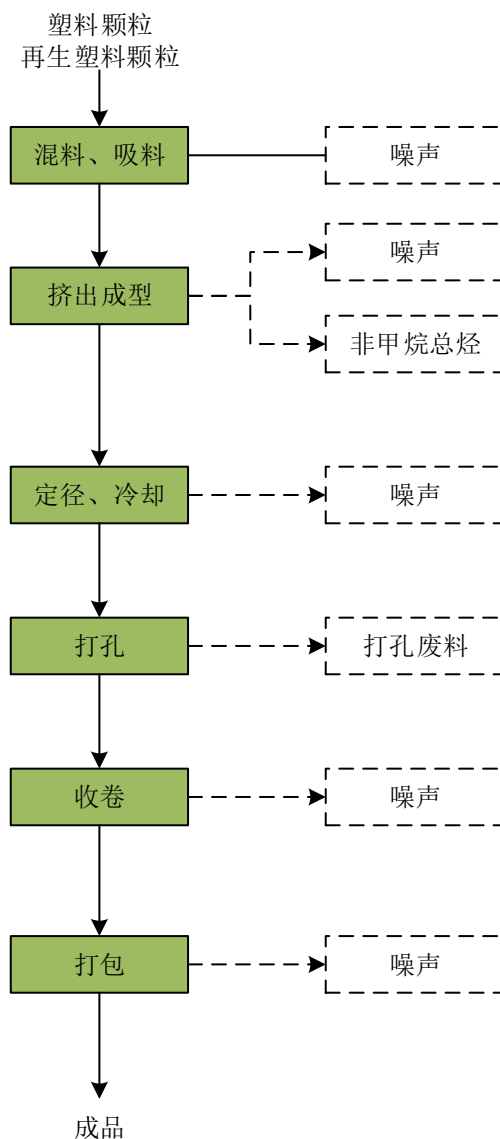 塑料颗粒
再生塑料颗粒
混料、吸料
噪声
噪声
挤出成型
非甲烷总烃
定径、冷却
噪声
打孔
打孔废料
收卷
噪声
打包
噪声
成品